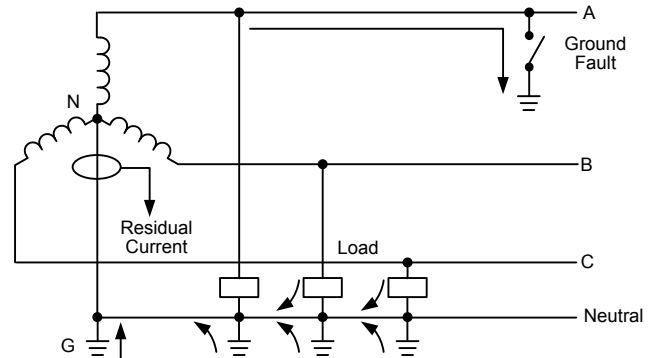 A
Ground
Fault
N
B
Residual
Current
Load
C
Neutral
G